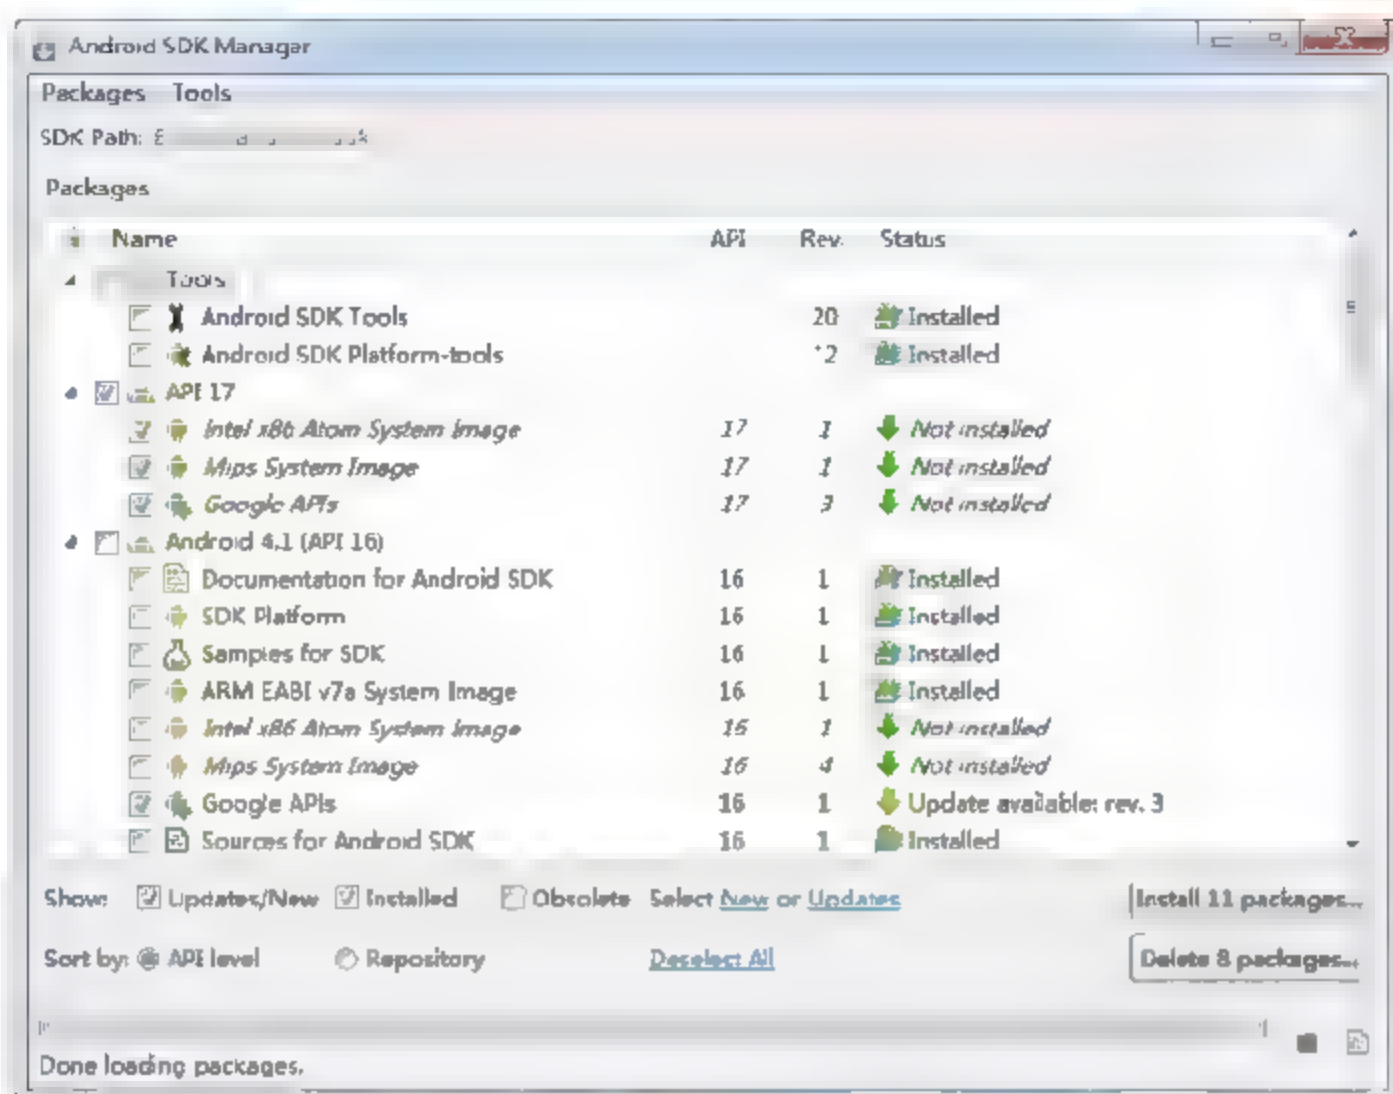 Android SDK Manager
Packages Tools
SDK Path:
Packages
Name API Rev. Status
Tools
Android SDK Tools 20 Installed
Android SDK Platform-tools 12 Installed
API 17
Intel x86 Atom System Image 17 1 Not installed
Mips System Image 17 1 Not installed
Google APIs 17 3 Not installed
Android 4.1 (API 16)
Documentation for Android SDK 16 1 Installed
SDK Platform 16 1 Installed
Samples for SDK 16 1 Installed
ARM EABI v7a System Image 16 1 Installed
Intel x86 Atom System Image 16 1 Not installed
Mips System Image 16 4 Not installed
Google APIs 16 1 Update available: rev. 3
Sources for Android SDK 16 1 Installed
Show: Updates/New Installed Obsolete Select New or Updates Install 11 packages...
Sort by: API level Repository Deselect All Delete 8 packages...
Done loading packages.